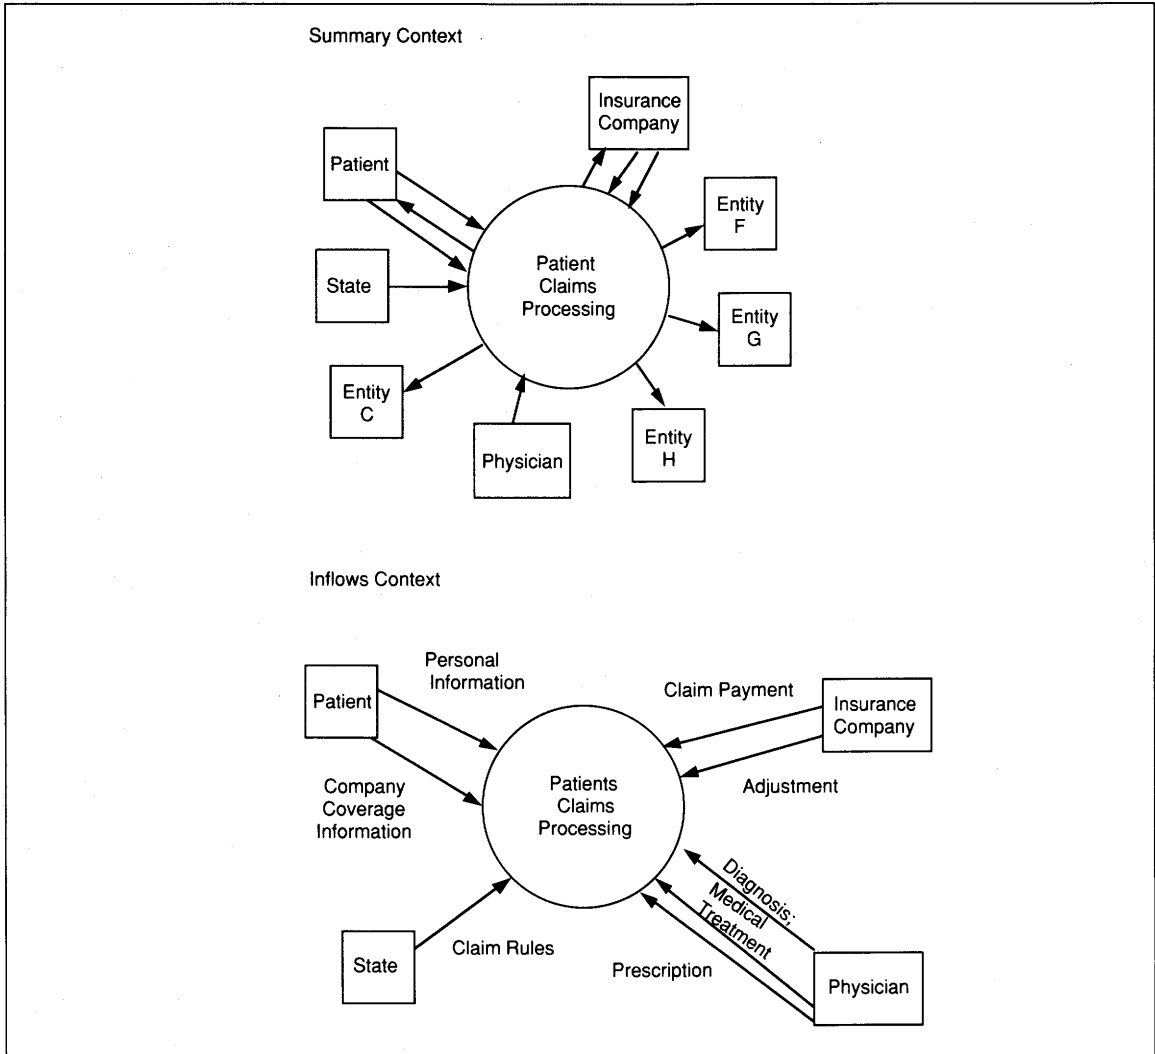 Summary Context
Insurance
Company
Patient
Entity
F
State
Patient
Claims
Processing
Entity
G
Entity
C
Physician
Entity
H
Inflows Context
Patient
Personal
Information
Claim Payment
Insurance
Company
Company
Coverage
Information
Patients
Claims
Processing
Adjustment
State
Claim Rules
Diagnosis;
Medical
Treatment
Prescription
Physician